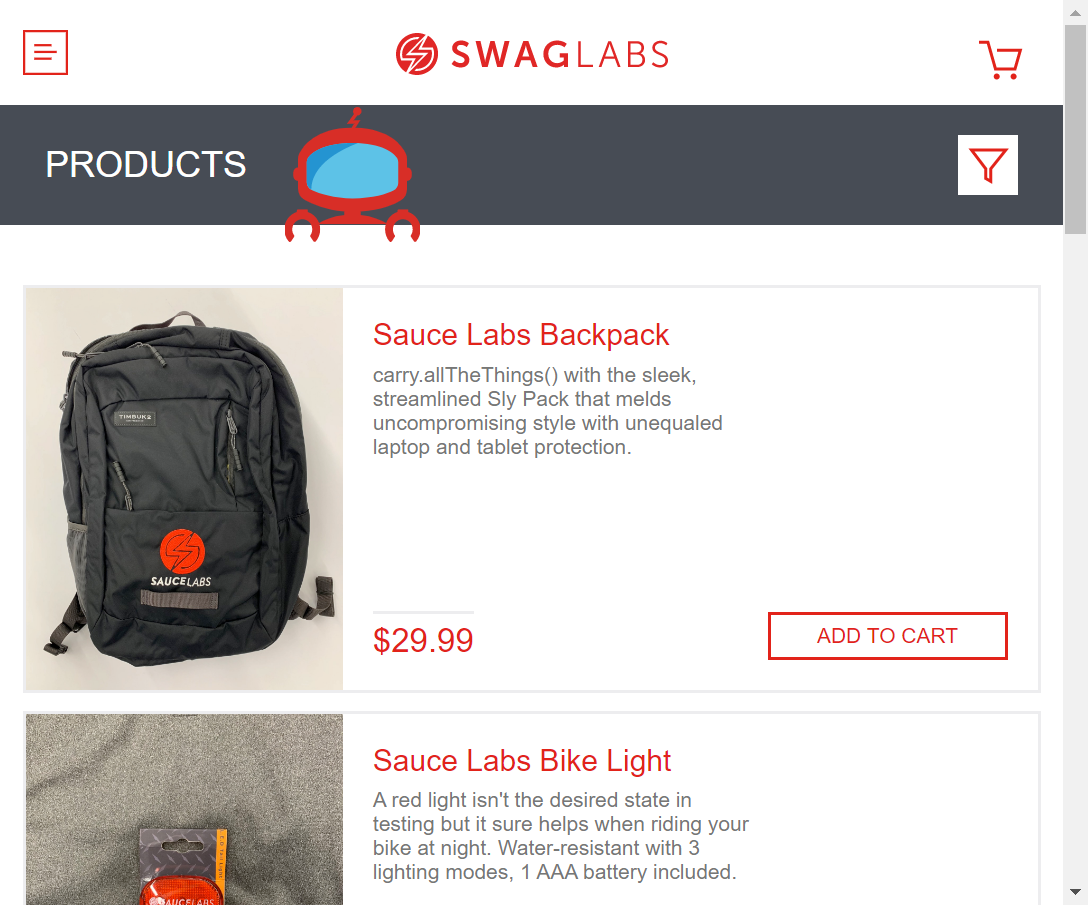 SWAGLABS
PRODUCTS
TIMBUK2
SAUCELABS
Sauce Labs Backpack
carry.allTheThings() with the sleek,
streamlined Sly Pack that melds
uncompromising style with unequaled
laptop and tablet protection.
$29.99
ADD TO CART
SAUCELABS
Sauce Labs Bike Light
A red light isn't the desired state in
testing but it sure helps when riding your
bike at night. Water-resistant with 3
lighting modes, 1 AAA battery included.